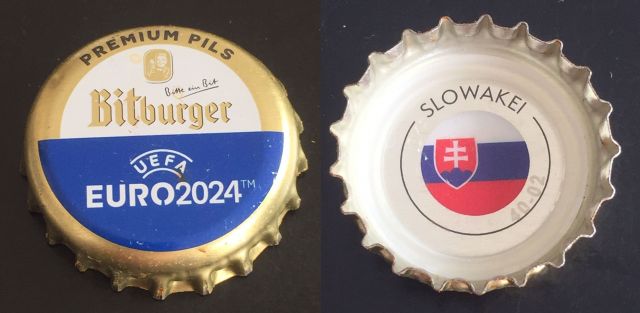 PREMIUM PILS
Bitte ein Bit
Bitburger
UEFA
EURO2024™
SLOWAKEI
40-02